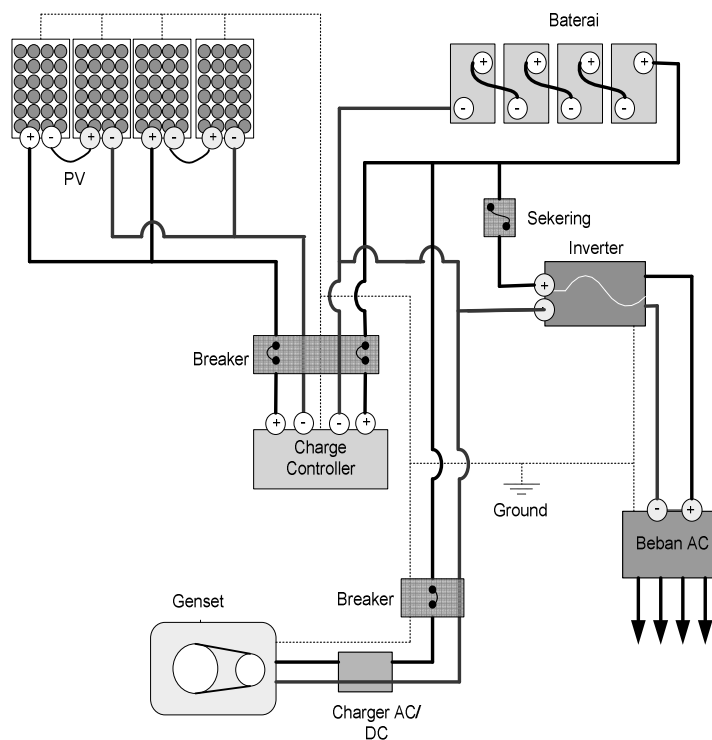 Baterai
+ + + +
- - - -
+ - + - + - + -
PV
Sekering
Inverter
+
-
Breaker
+ - - +
Charge
Controller
Ground
- +
Beban AC
Genset
Breaker
Charger AC/
DC